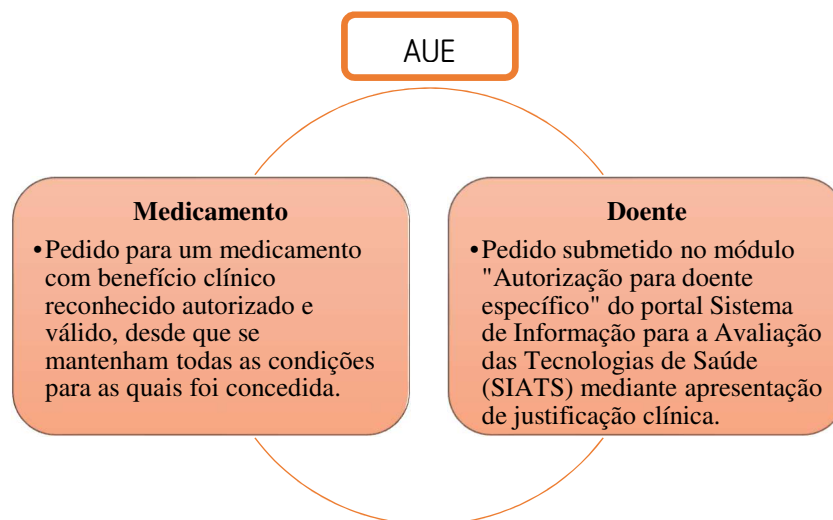 AUE
Medicamento
•Pedido para um medicamento
com benefício clínico
reconhecido autorizado e
válido, desde que se
mantenham todas as condições
para as quais foi concedida.
Doente
•Pedido submetido no módulo
"Autorização para doente
específico" do portal Sistema
de Informação para a Avaliação
das Tecnologias de Saúde
(SIATS) mediante apresentação
de justificação clínica.